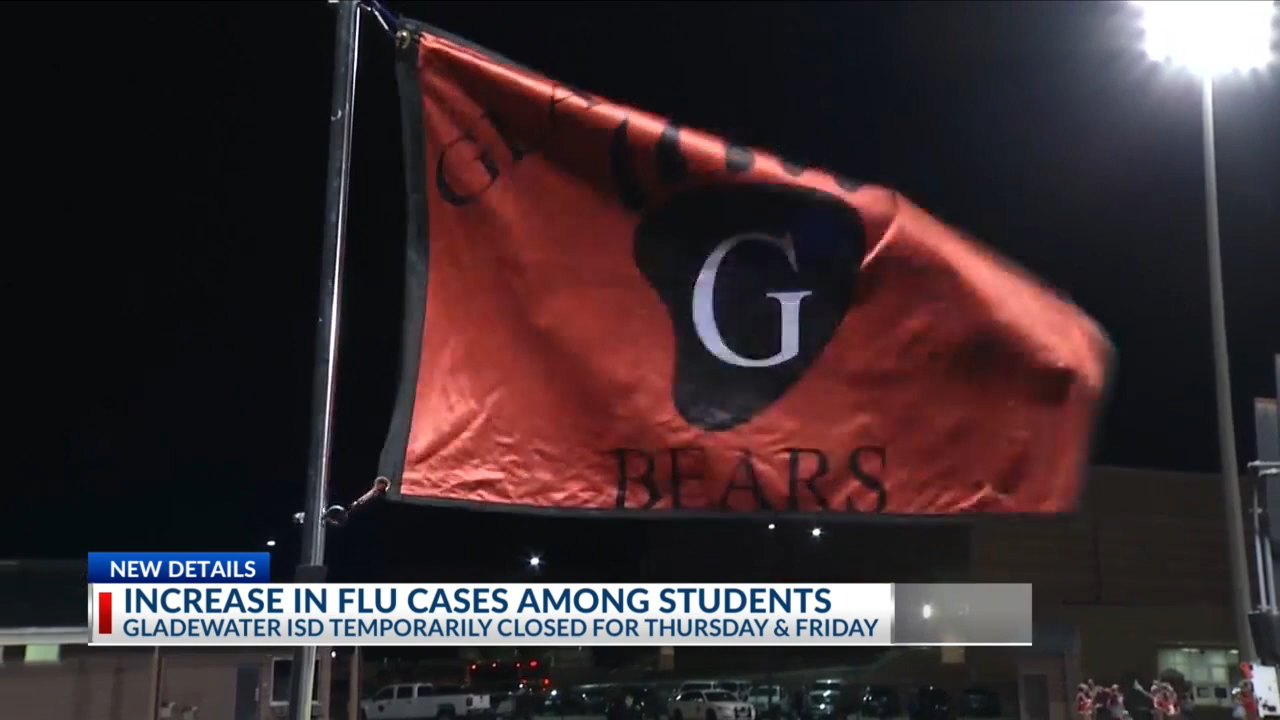 G
BEARS
NEW DETAILS
INCREASE IN FLU CASES AMONG STUDENTS
GLADEWATER ISD TEMPORARILY CLOSED FOR THURSDAY & FRIDAY